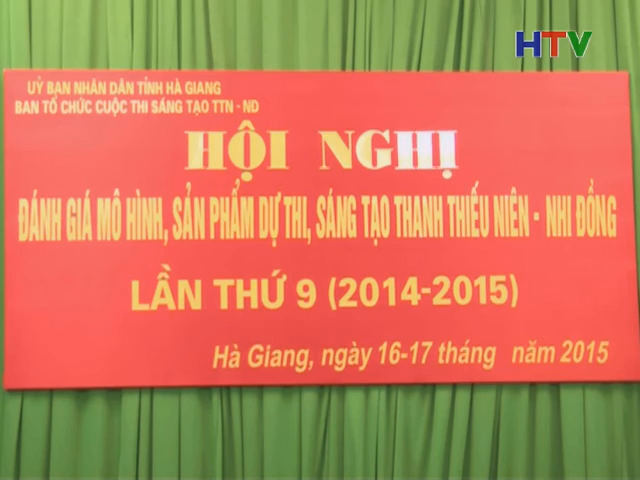 HTV
UỶ BAN NHÂN DÂN TỈNH HÀ GIANG
BAN TỔ CHỨC CUỘC THI SÁNG TẠO TTN - NĐ
HỘI NGHỊ
ĐÁNH GIÁ MÔ HÌNH, SẢN PHẨM DỰ THI, SÁNG TẠO THANH THIẾU NIÊN - NHI ĐỒNG
LẦN THỨ 9 (2014-2015)
Hà Giang, ngày 16-17 tháng năm 2015